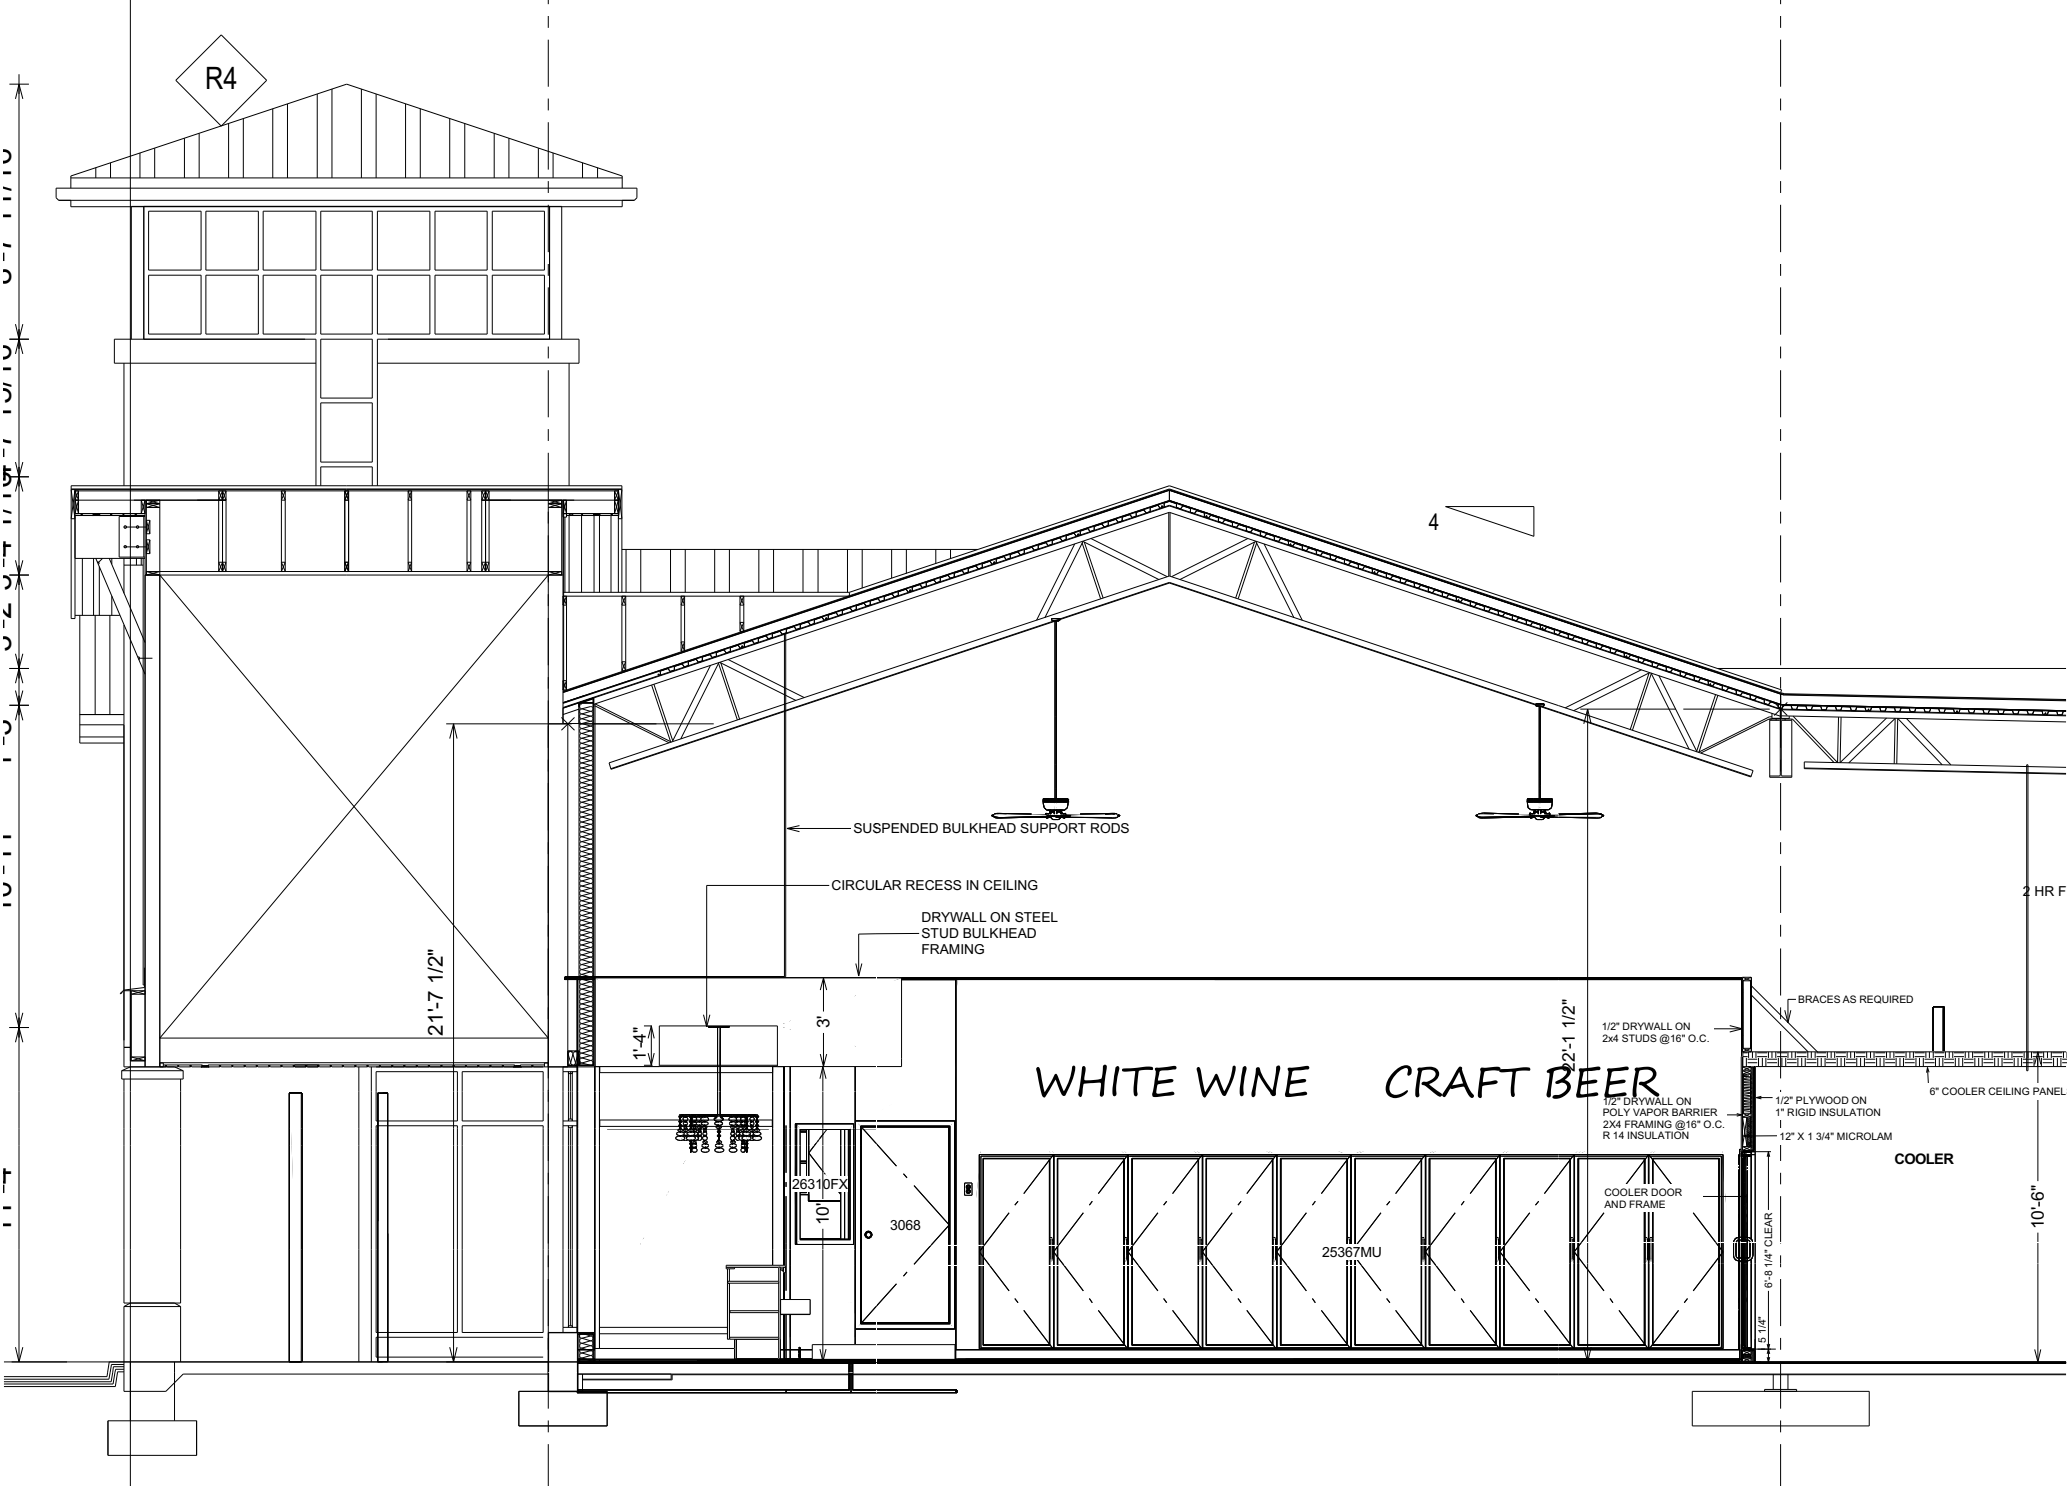 R4
4
SUSPENDED BULKHEAD SUPPORT RODS
CIRCULAR RECESS IN CEILING
2 HR F
DRYWALL ON STEEL
STUD BULKHEAD
FRAMING
21'-7 1/2"
1'-4"
3'
22'-1 1/2"
BRACES AS REQUIRED
1/2" DRYWALL ON
2x4 STUDS @16" O.C.
WHITE WINE
CRAFT BEER
6" COOLER CEILING PANEL
1/2" DRYWALL ON
POLY VAPOR BARRIER
2X4 FRAMING @16" O.C.
R 14 INSULATION
1/2" PLYWOOD ON
1" RIGID INSULATION
12" X 1 3/4" MICROLAM
COOLER
26310FX
10'
3068
COOLER DOOR
AND FRAME
25367MU
6'-8 1/4" CLEAR
10'-6"
5 1/4"